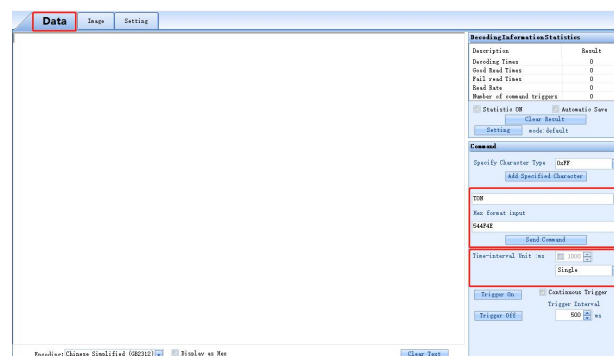 Data Image Setting
DecodingInformationStatistics
Description Result
Decoding Times 0
Good Read Times 0
Fail read Times 0
Read Rate 0
Number of command triggers 0
Statistic ON Automatic Save
Clear Result
Setting mode:default
Command
Specify Character Type 0xFF
Add Specified Character
TON
Hex format input
544F4E
Send Command
Time-interval Unit :ms 1000
Single
Trigger On Continuous Trigger
Trigger Interval
Trigger Off 500 ms
Encoding: Chinese Simplified (GB2312) Display as Hex Clear Text